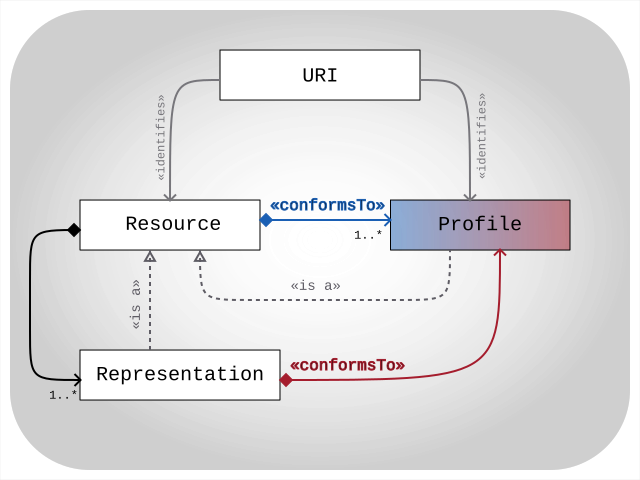 URI
«identifies»
«identifies»
«conformsTo»
Resource
Profile
1..*
«is a»
«is a»
«conformsTo»
Representation
1..*